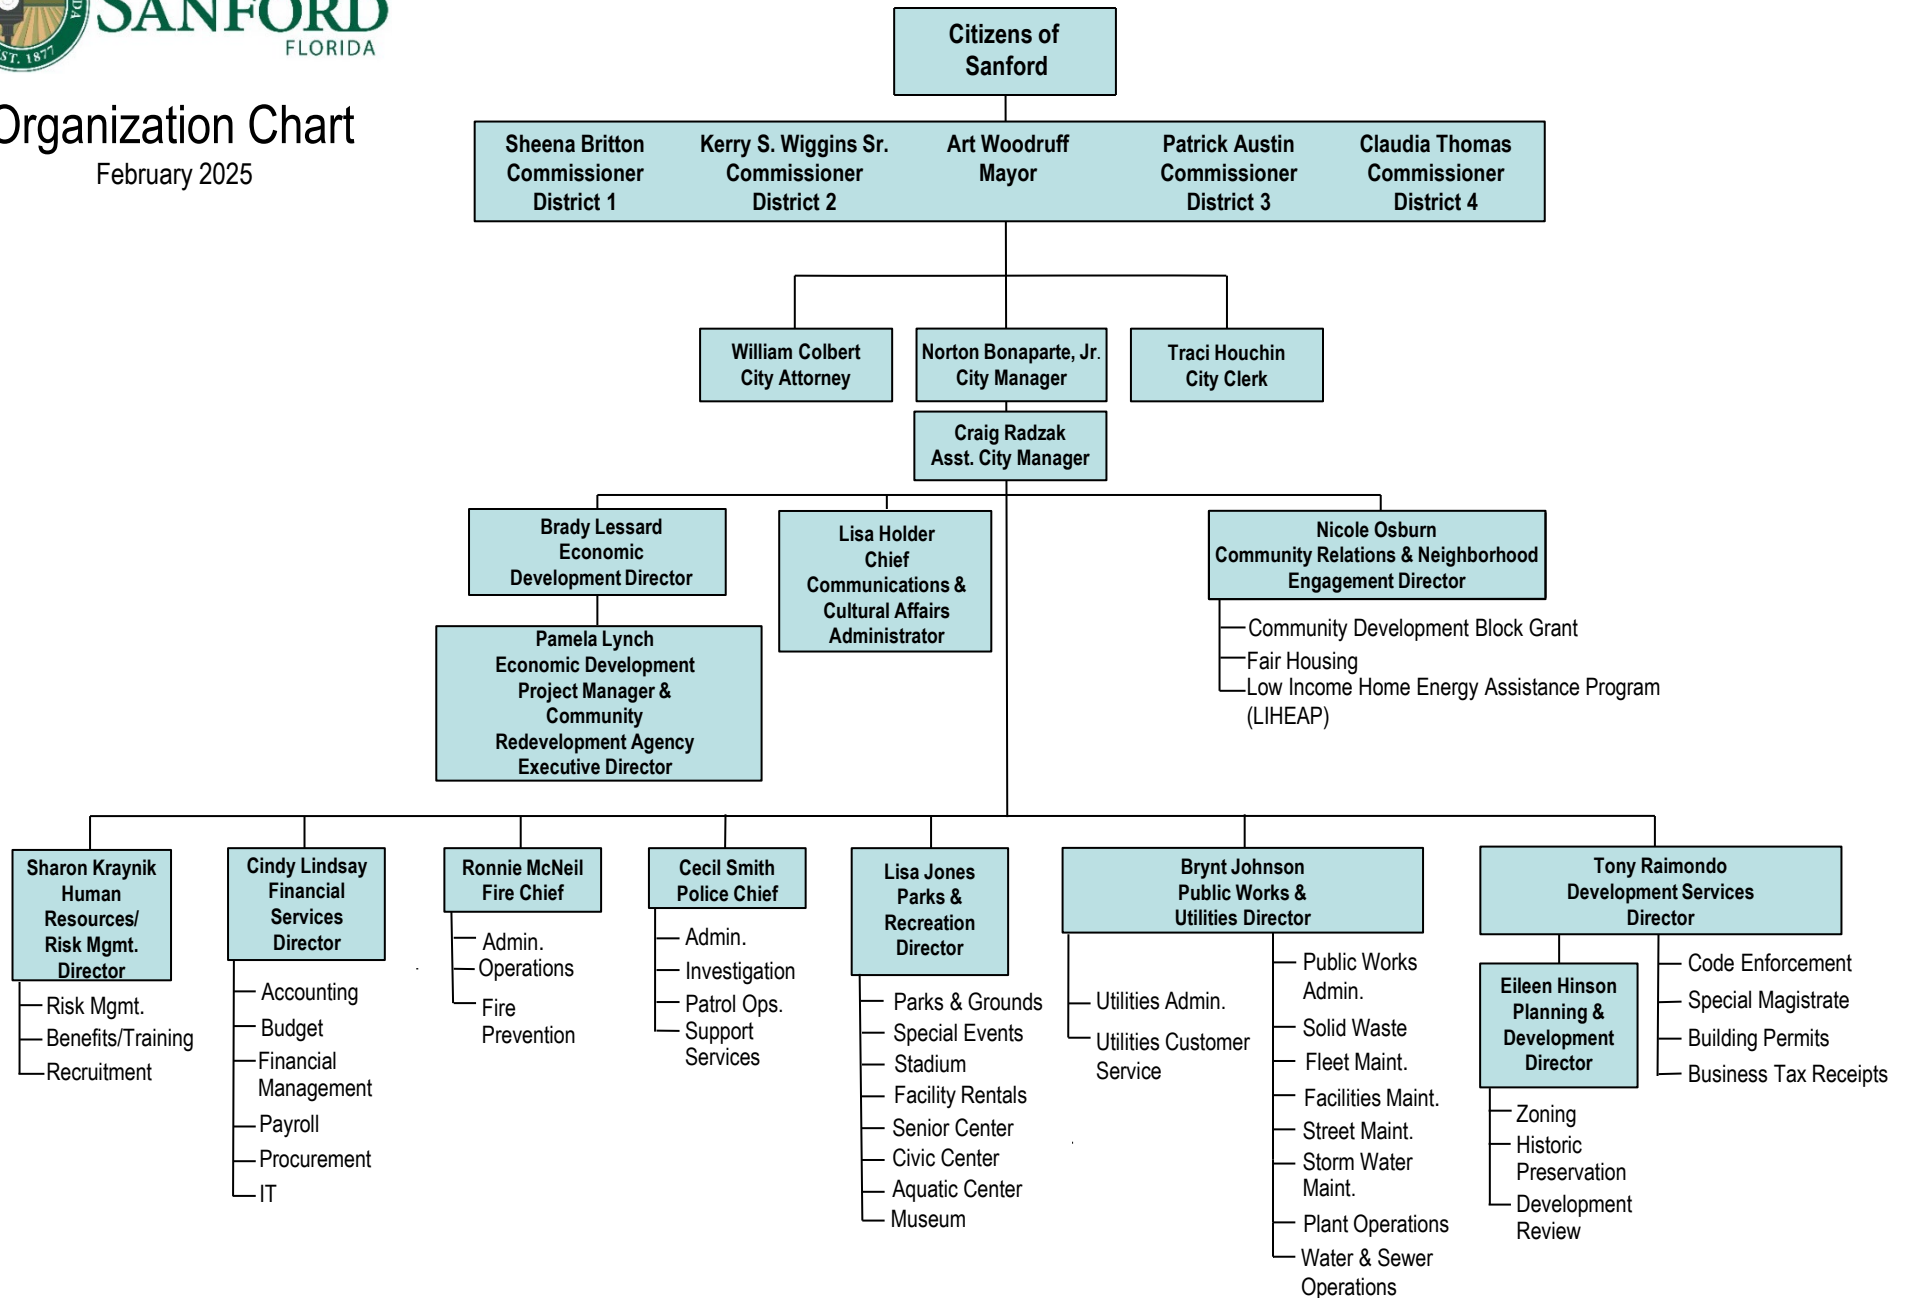 SANFORD
FLORIDA
EST. 1877
Organization Chart
February 2025
Citizens of
Sanford
Sheena Britton
Commissioner
District 1
Kerry S. Wiggins Sr.
Commissioner
District 2
Art Woodruff
Mayor
Patrick Austin
Commissioner
District 3
Claudia Thomas
Commissioner
District 4
William Colbert
City Attorney
Norton Bonaparte, Jr.
City Manager
Traci Houchin
City Clerk
Craig Radzak
Asst. City Manager
Brady Lessard
Economic
Development Director
Lisa Holder
Chief
Communications &
Cultural Affairs
Administrator
Nicole Osburn
Community Relations & Neighborhood
Engagement Director
Community Development Block Grant
Fair Housing
Low Income Home Energy Assistance Program
(LIHEAP)
Pamela Lynch
Economic Development
Project Manager &
Community
Redevelopment Agency
Executive Director
Sharon Kraynik
Human
Resources/
Risk Mgmt.
Director
Risk Mgmt.
Benefits/Training
Recruitment
Cindy Lindsay
Financial
Services
Director
Accounting
Budget
Financial
Management
Payroll
Procurement
IT
Ronnie McNeil
Fire Chief
Admin.
Operations
Fire
Prevention
Cecil Smith
Police Chief
Admin.
Investigation
Patrol Ops.
Support
Services
Lisa Jones
Parks &
Recreation
Director
Parks & Grounds
Special Events
Stadium
Facility Rentals
Senior Center
Civic Center
Aquatic Center
Museum
Brynt Johnson
Public Works &
Utilities Director
Utilities Admin.
Utilities Customer
Service
Public Works
Admin.
Solid Waste
Fleet Maint.
Facilities Maint.
Street Maint.
Storm Water
Maint.
Plant Operations
Water & Sewer
Operations
Tony Raimondo
Development Services
Director
Eileen Hinson
Planning &
Development
Director
Zoning
Historic
Preservation
Development
Review
Code Enforcement
Special Magistrate
Building Permits
Business Tax Receipts